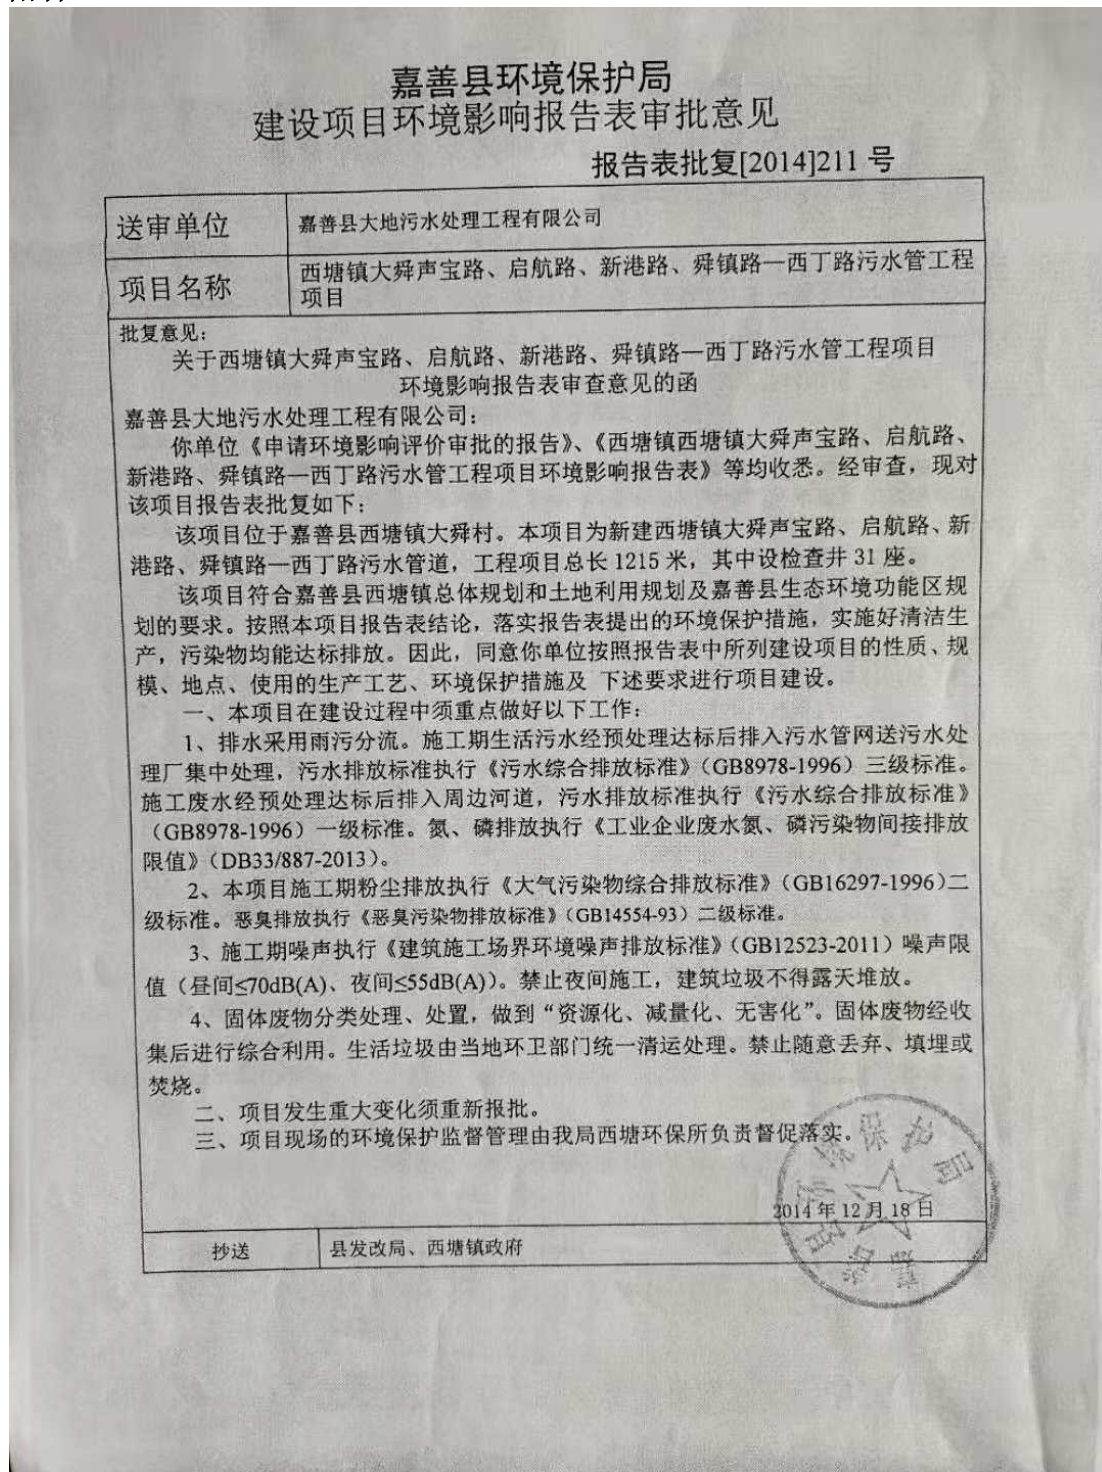 嘉善县环境保护局
建设项目环境影响报告表审批意见
报告表批复[2014]211 号
送审单位
嘉善县大地污水处理工程有限公司
项目名称
西塘镇大舜声宝路、启航路、新港路、舜镇路—西丁路污水管工程
项目
批复意见：
关于西塘镇大舜声宝路、启航路、新港路、舜镇路—西丁路污水管工程项目
环境影响报告表审查意见的函
嘉善县大地污水处理工程有限公司：
你单位《申请环境影响评价审批的报告》、《西塘镇西塘镇大舜声宝路、启航路、
新港路、舜镇路—西丁路污水管工程项目环境影响报告表》等均收悉。经审查，现对
该项目报告表批复如下：
该项目位于嘉善县西塘镇大舜村。本项目为新建西塘镇大舜声宝路、启航路、新
港路、舜镇路—西丁路污水管道，工程项目总长 1215 米，其中设检查井 31 座。
该项目符合嘉善县西塘镇总体规划和土地利用规划及嘉善县生态环境功能区规
划的要求。按照本项目报告表结论，落实报告表提出的环境保护措施，实施好清洁生
产，污染物均能达标排放。因此，同意你单位按照报告表中所列建设项目的性质、规
模、地点、使用的生产工艺、环境保护措施及 下述要求进行项目建设。
一、本项目在建设过程中须重点做好以下工作：
1、排水采用雨污分流。施工期生活污水经预处理达标后排入污水管网送污水处
理厂集中处理，污水排放标准执行《污水综合排放标准》（GB8978-1996）三级标准。
施工废水经预处理达标后排入周边河道，污水排放标准执行《污水综合排放标准》
（GB8978-1996）一级标准。氮、磷排放执行《工业企业废水氮、磷污染物间接排放
限值》（DB33/887-2013）。
2、本项目施工期粉尘排放执行《大气污染物综合排放标准》（GB16297-1996)二
级标准。恶臭排放执行《恶臭污染物排放标准》（GB14554-93）二级标准。
3、施工期噪声执行《建筑施工场界环境噪声排放标准》（GB12523-2011）噪声限
值（昼间≤70dB(A)、夜间≤55dB(A)）。禁止夜间施工，建筑垃圾不得露天堆放。
4、固体废物分类处理、处置，做到“资源化、减量化、无害化”。固体废物经收
集后进行综合利用。生活垃圾由当地环卫部门统一清运处理。禁止随意丢弃、填埋或
焚烧。
二、项目发生重大变化须重新报批。
三、项目现场的环境保护监督管理由我局西塘环保所负责督促落实。
2014 年 12 月 18 日
抄送
县发改局、西塘镇政府